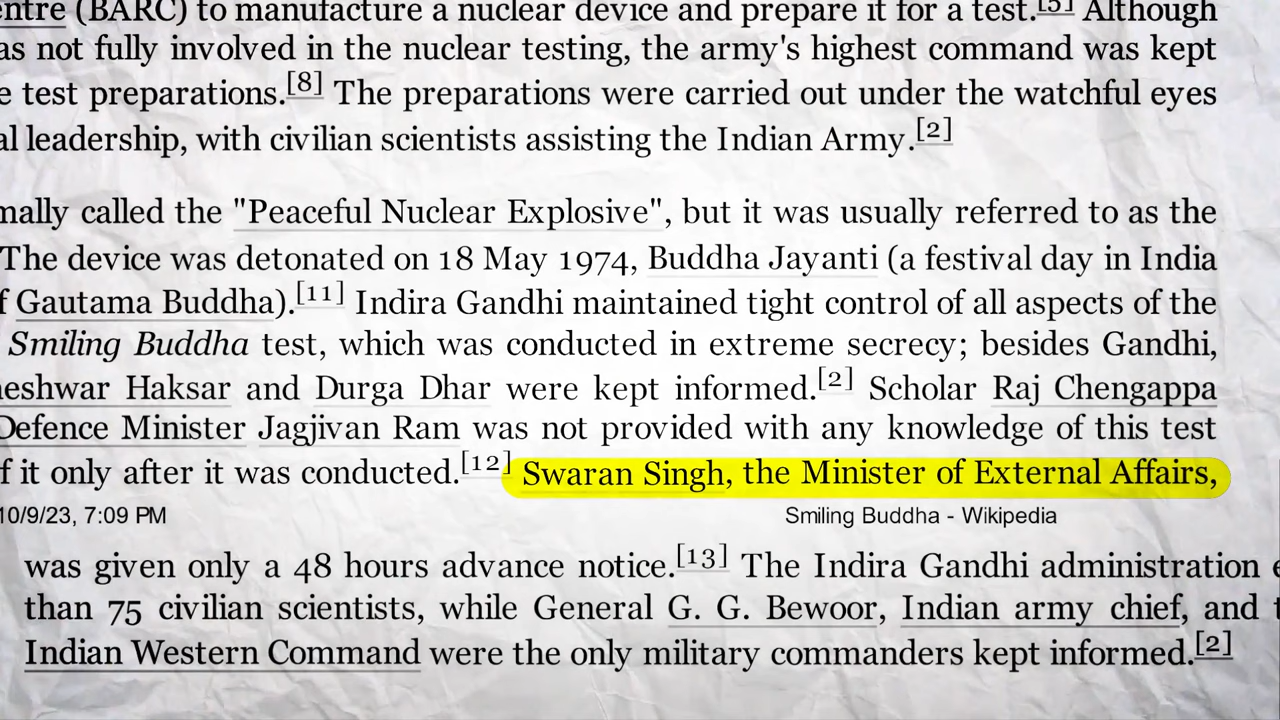 entre (BARC) to manufacture a nuclear device and prepare it for a test.[5] Although
as not fully involved in the nuclear testing, the army's highest command was kept
e test preparations.[8] The preparations were carried out under the watchful eyes
al leadership, with civilian scientists assisting the Indian Army.[2]
mally called the "Peaceful Nuclear Explosive", but it was usually referred to as the
The device was detonated on 18 May 1974, Buddha Jayanti (a festival day in India
f Gautama Buddha).[11] Indira Gandhi maintained tight control of all aspects of the
Smiling Buddha test, which was conducted in extreme secrecy; besides Gandhi,
eshwar Haksar and Durga Dhar were kept informed.[2] Scholar Raj Chengappa
Defence Minister Jagjivan Ram was not provided with any knowledge of this test
f it only after it was conducted.[12] Swaran Singh, the Minister of External Affairs,
10/9/23, 7:09 PM Smiling Buddha - Wikipedia
was given only a 48 hours advance notice.[13] The Indira Gandhi administration e
than 75 civilian scientists, while General G. G. Bewoor, Indian army chief, and t
Indian Western Command were the only military commanders kept informed.[2]